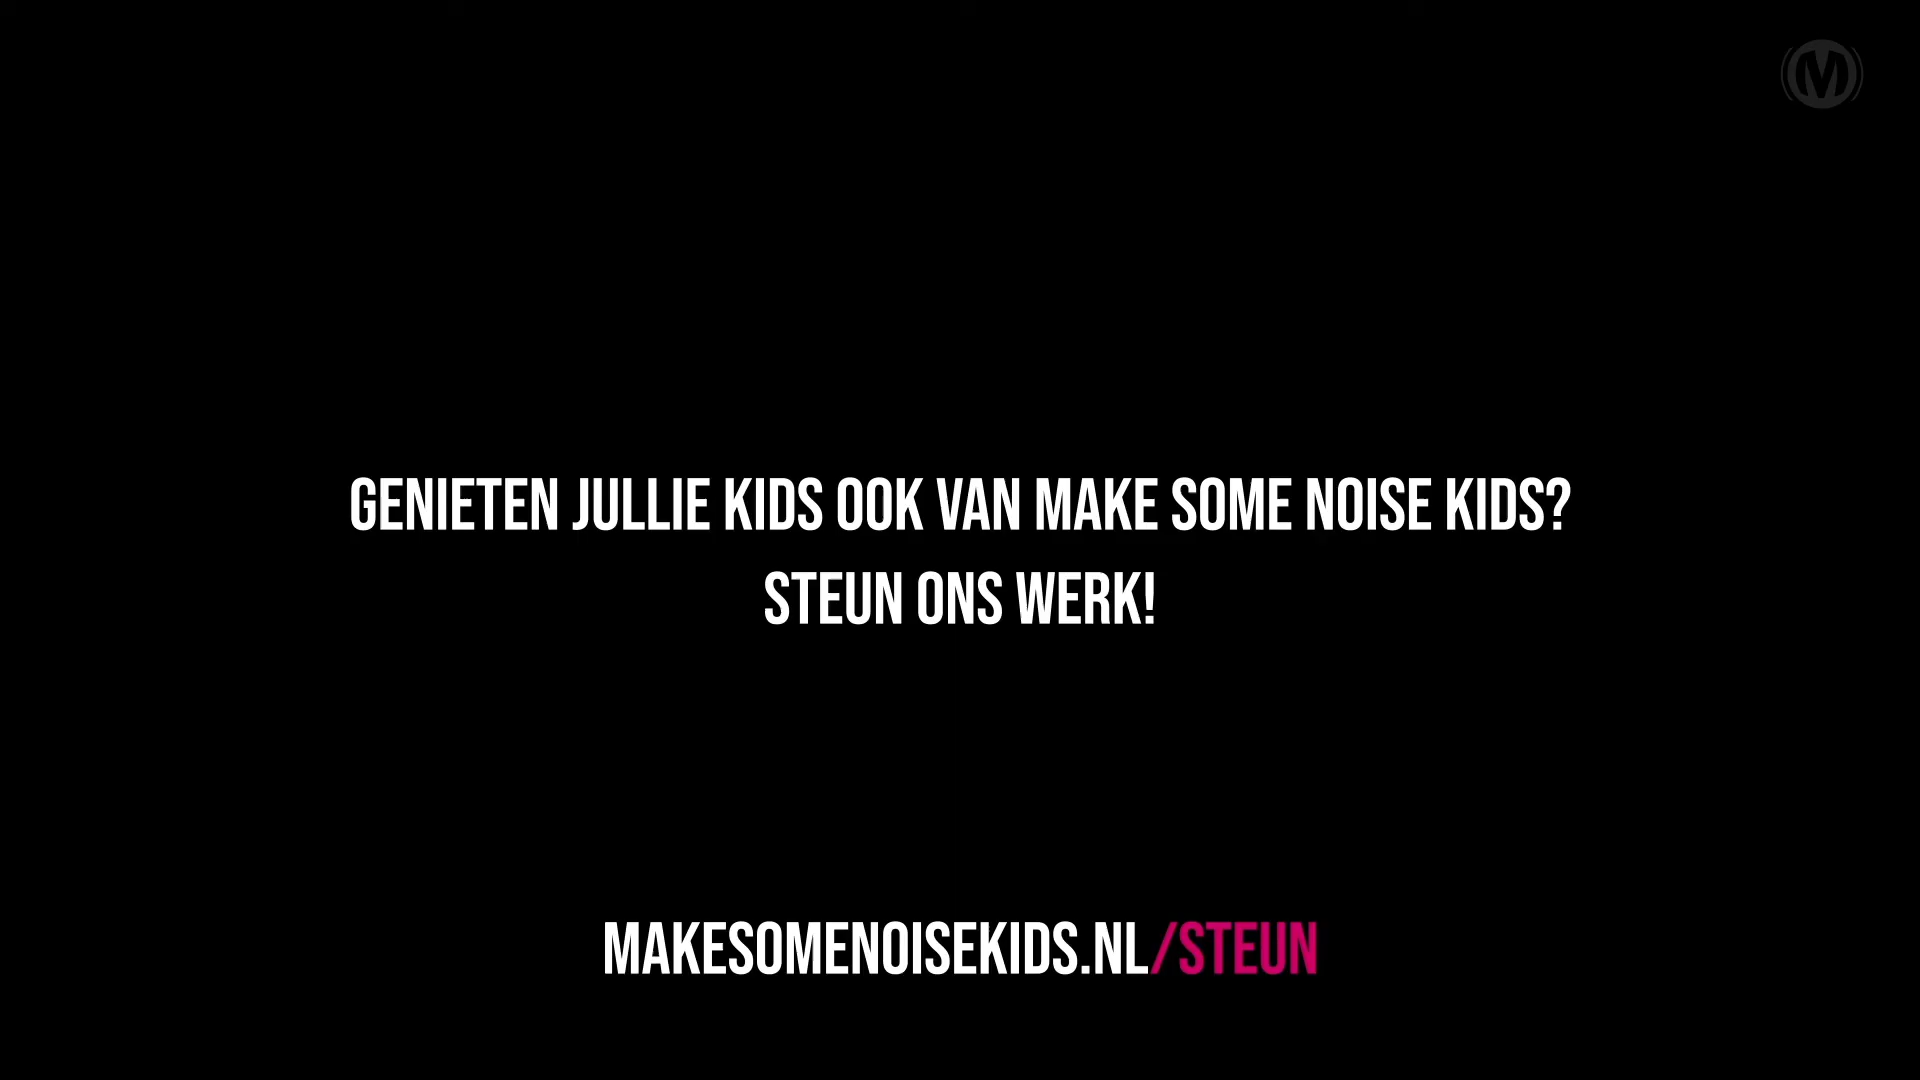 GENIETEN JULLIE KIDS OOK VAN MAKE SOME NOISE KIDS?
STEUN ONS WERK!
MAKESOMENOISEKIDS.NL/STEUN